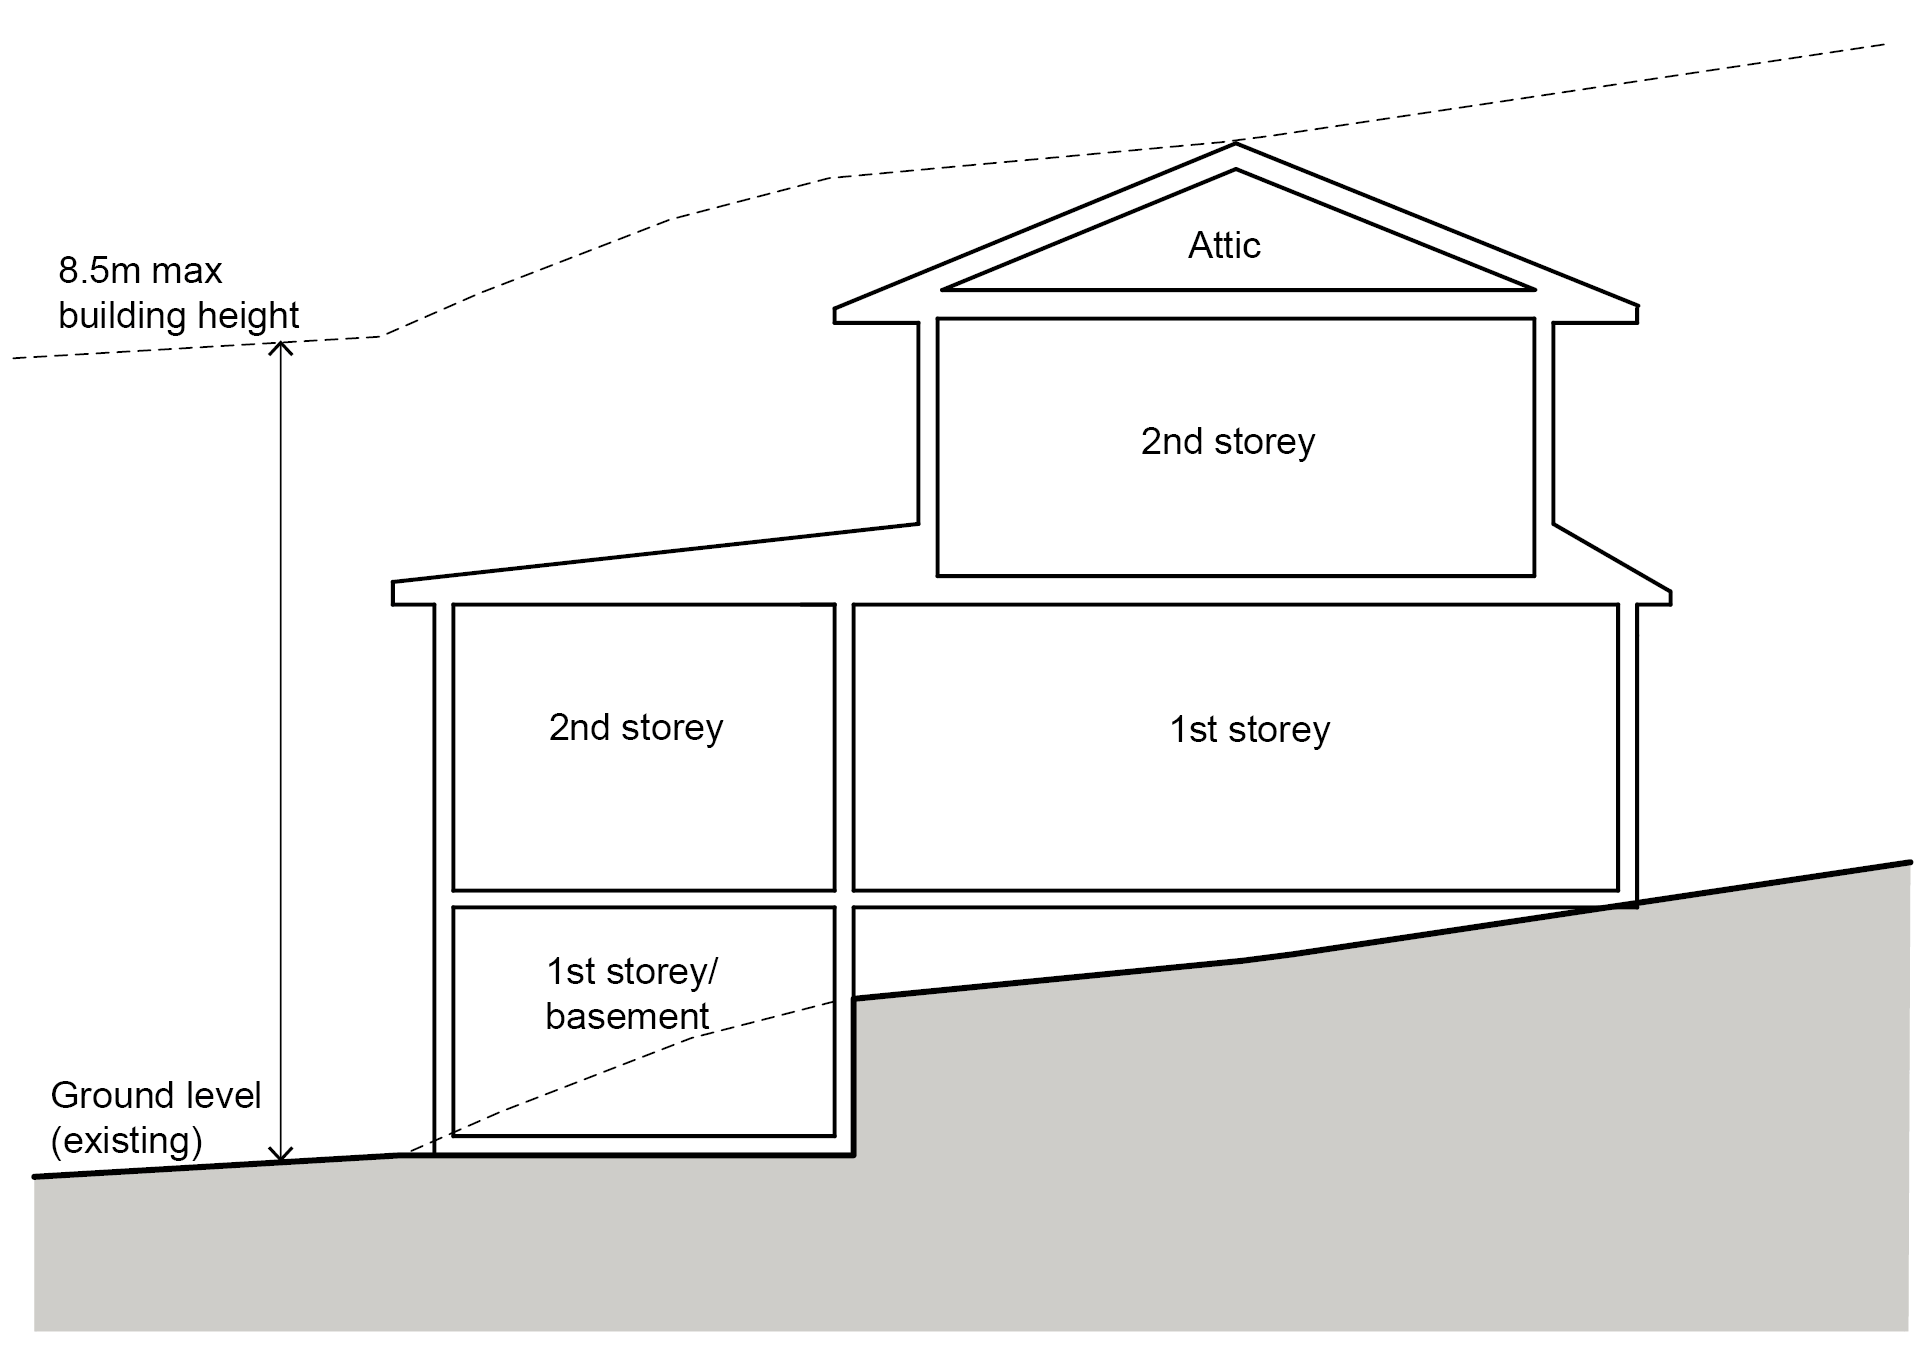 Attic
8.5m max
building height
2nd storey
2nd storey
1st storey
1st storey/
basement
Ground level
(existing)